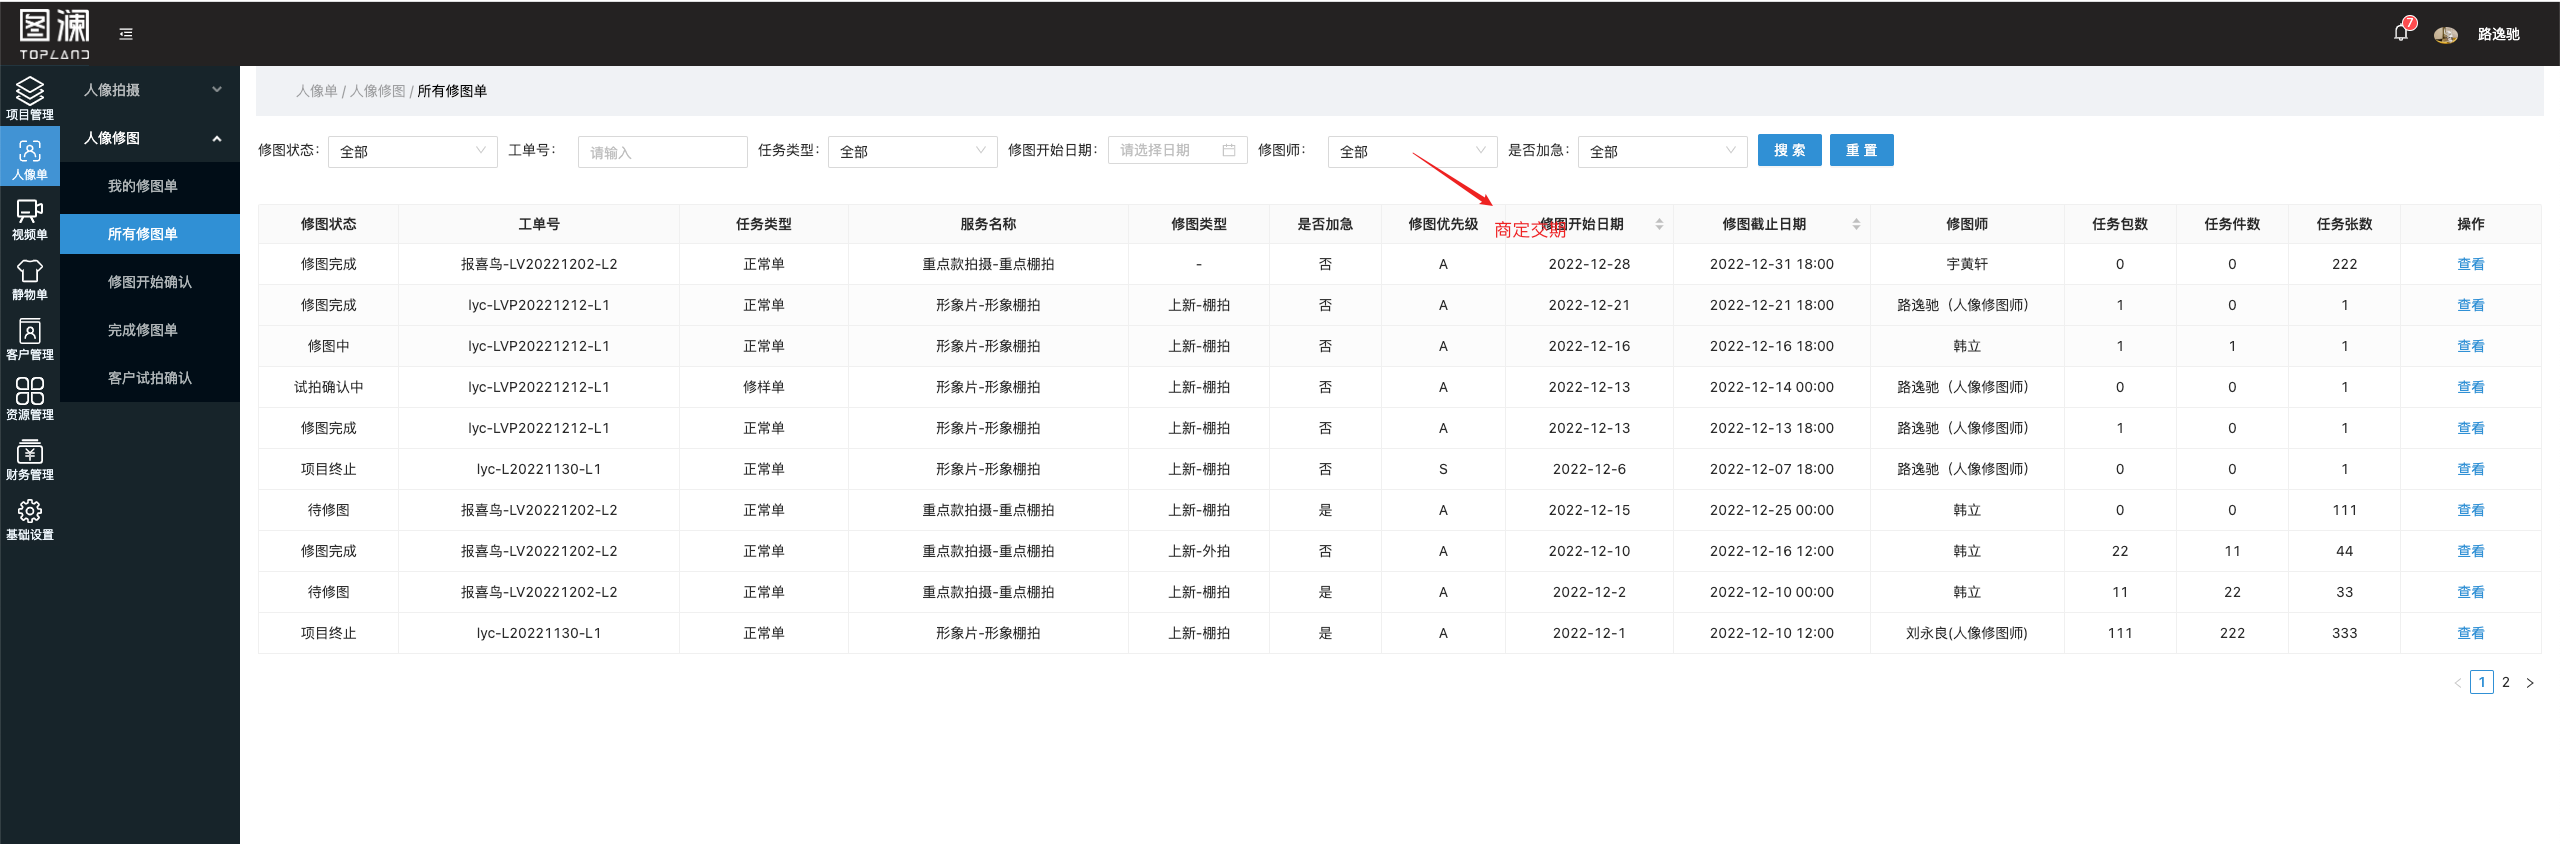 图澜
TOPLAND
7
路逸驰
项目管理
人像单
视频单
静物单
客户管理
资源管理
财务管理
基础设置
人像拍摄
人像修图
我的修图单
所有修图单
修图开始确认
完成修图单
客户试拍确认
人像单 / 人像修图 / 所有修图单
修图状态: 全部 工单号: 请输入 任务类型: 全部 修图开始日期: 请选择日期 修图师: 全部 是否加急: 全部 搜 索 重 置
商定交期
修图状态 工单号 任务类型 服务名称 修图类型 是否加急 修图优先级 修图开始日期 修图截止日期 修图师 任务包数 任务件数 任务张数 操作
修图完成 报喜鸟-LV20221202-L2 正常单 重点款拍摄-重点棚拍 - 否 A 2022-12-28 2022-12-31 18:00 宇黄轩 0 0 222 查看
修图完成 lyc-LVP20221212-L1 正常单 形象片-形象棚拍 上新-棚拍 否 A 2022-12-21 2022-12-21 18:00 路逸驰（人像修图师） 1 0 1 查看
修图中 lyc-LVP20221212-L1 正常单 形象片-形象棚拍 上新-棚拍 否 A 2022-12-16 2022-12-16 18:00 韩立 1 1 1 查看
试拍确认中 lyc-LVP20221212-L1 修样单 形象片-形象棚拍 上新-棚拍 否 A 2022-12-13 2022-12-14 00:00 路逸驰（人像修图师） 0 0 1 查看
修图完成 lyc-LVP20221212-L1 正常单 形象片-形象棚拍 上新-棚拍 否 A 2022-12-13 2022-12-13 18:00 路逸驰（人像修图师） 1 0 1 查看
项目终止 lyc-L20221130-L1 正常单 形象片-形象棚拍 上新-棚拍 否 S 2022-12-6 2022-12-07 18:00 路逸驰（人像修图师） 0 0 1 查看
待修图 报喜鸟-LV20221202-L2 正常单 重点款拍摄-重点棚拍 上新-棚拍 是 A 2022-12-15 2022-12-25 00:00 韩立 0 0 111 查看
修图完成 报喜鸟-LV20221202-L2 正常单 重点款拍摄-重点棚拍 上新-外拍 否 A 2022-12-10 2022-12-16 12:00 韩立 22 11 44 查看
待修图 报喜鸟-LV20221202-L2 正常单 重点款拍摄-重点棚拍 上新-棚拍 是 A 2022-12-2 2022-12-10 00:00 韩立 11 22 33 查看
项目终止 lyc-L20221130-L1 正常单 形象片-形象棚拍 上新-棚拍 是 A 2022-12-1 2022-12-10 12:00 刘永良(人像修图师) 111 222 333 查看
< 1 2 >